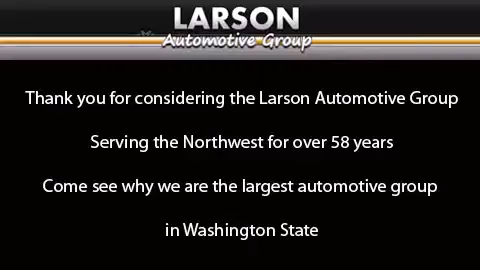 LARSON
Automotive Group
Thank you for considering the Larson Automotive Group
Serving the Northwest for over 58 years
Come see why we are the largest automotive group
in Washington State